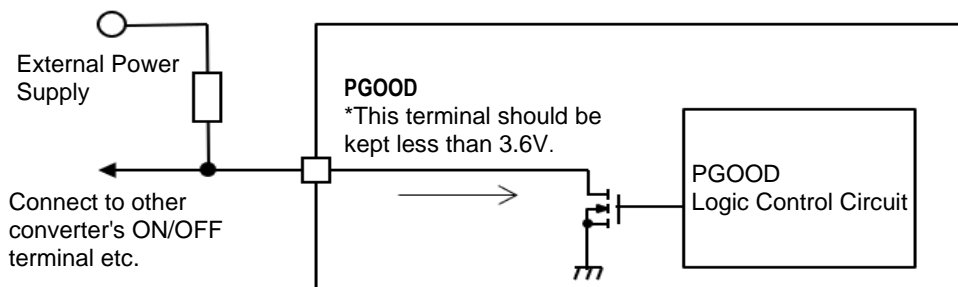 External Power
Supply
PGOOD
*This terminal should be
kept less than 3.6V.
PGOOD
Logic Control Circuit
Connect to other
converter's ON/OFF
terminal etc.